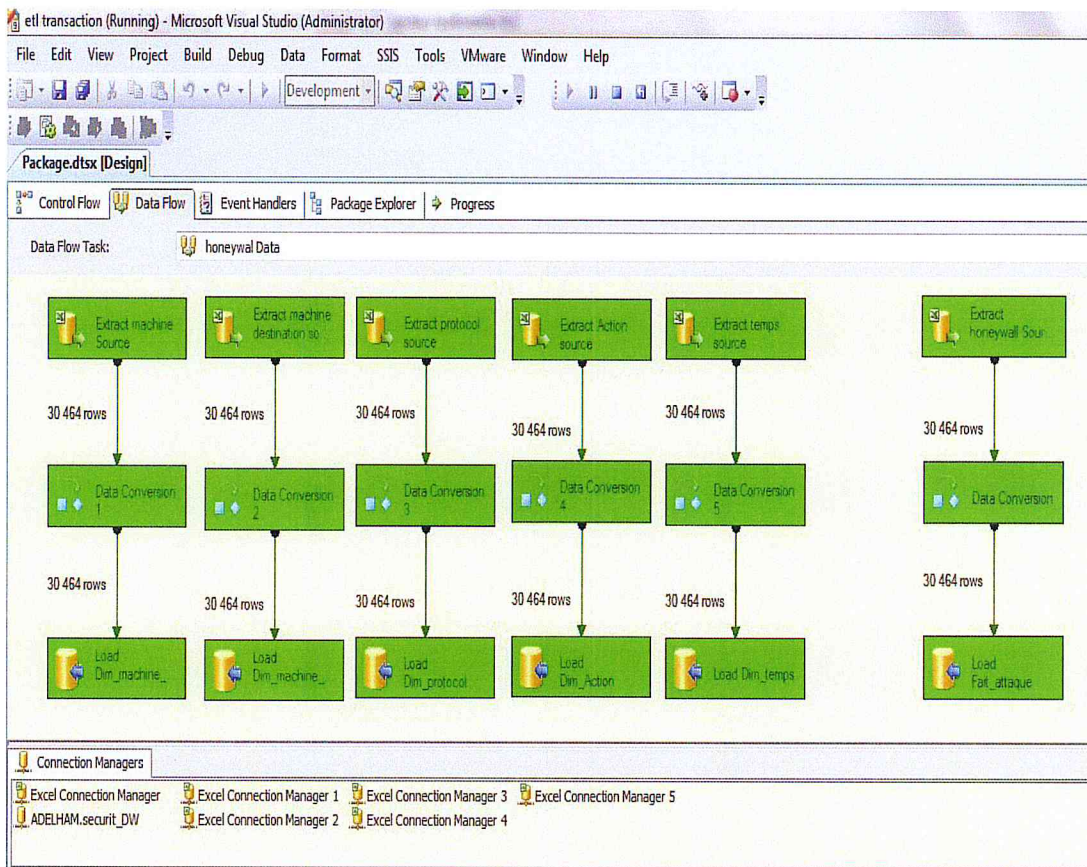 etl transaction (Running) - Microsoft Visual Studio (Administrator)
File Edit View Project Build Debug Data Format SSIS Tools VMware Window Help
Development
Package.dtsx [Design]
Control Flow Data Flow Event Handlers Package Explorer Progress
Data Flow Task: honeywal Data
Extract machine
Source
Extract machine
destination so...
Extract protocol
source
Extract Action
source
Extract temps
source
Extract
honeywall Sour...
30 464 rows
30 464 rows
30 464 rows
30 464 rows
30 464 rows
30 464 rows
Data Conversion
1
Data Conversion
2
Data Conversion
3
Data Conversion
4
Data Conversion
5
Data Conversion
30 464 rows
30 464 rows
30 464 rows
30 464 rows
30 464 rows
30 464 rows
Load
Dim_machine_
Load
Dim_machine_
Load
Dim_protocol
Load
Dim_Action
Load Dim_temps
Load
Fait_attaque
Connection Managers
Excel Connection Manager Excel Connection Manager 1 Excel Connection Manager 3 Excel Connection Manager 5
ADELHAM.securit_DW Excel Connection Manager 2 Excel Connection Manager 4